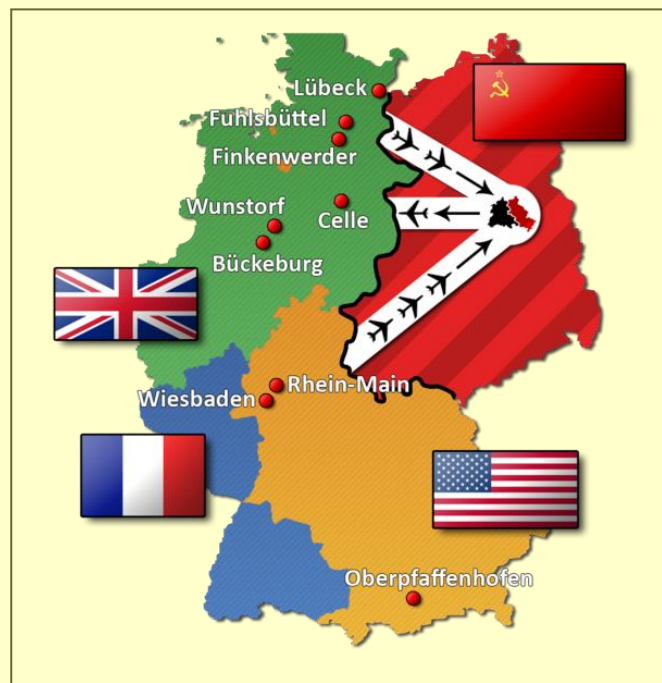 Lübeck
Fuhlsbüttel
Finkenwerder
Wunstorf
Celle
Bückeburg
Rhein-Main
Wiesbaden
Oberpfaffenhofen